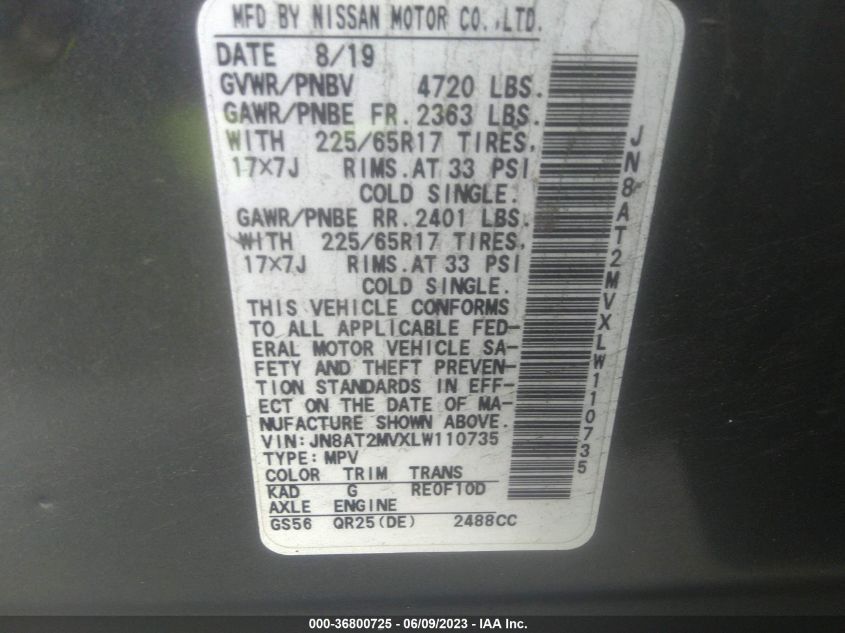 MFD BY NISSAN MOTOR CO.,LTD.
DATE 8/19
GVWR/PNBV 4720 LBS.
GAWR/PNBE FR. 2363 LBS.
WITH 225/65R17 TIRES,
17×7J RIMS.AT 33 PSI
COLD SINGLE.
GAWR/PNBE RR. 2401 LBS.
WITH 225/65R17 TIRES,
17×7J RIMS.AT 33 PSI
COLD SINGLE.
THIS VEHICLE CONFORMS
TO ALL APPLICABLE FED-
ERAL MOTOR VEHICLE SA-
FETY AND THEFT PREVEN-
TION STANDARDS IN EFF-
ECT ON THE DATE OF MA-
NUFACTURE SHOWN ABOVE.
VIN:JN8AT2MVXLW110735
TYPE:MPV
COLOR TRIM TRANS
KAD G RE0F10D
AXLE ENGINE
GS56 QR25(DE) 2488CC
JN8AT2MVXLW110735
000-36800725 - 06/09/2023 - IAA Inc.